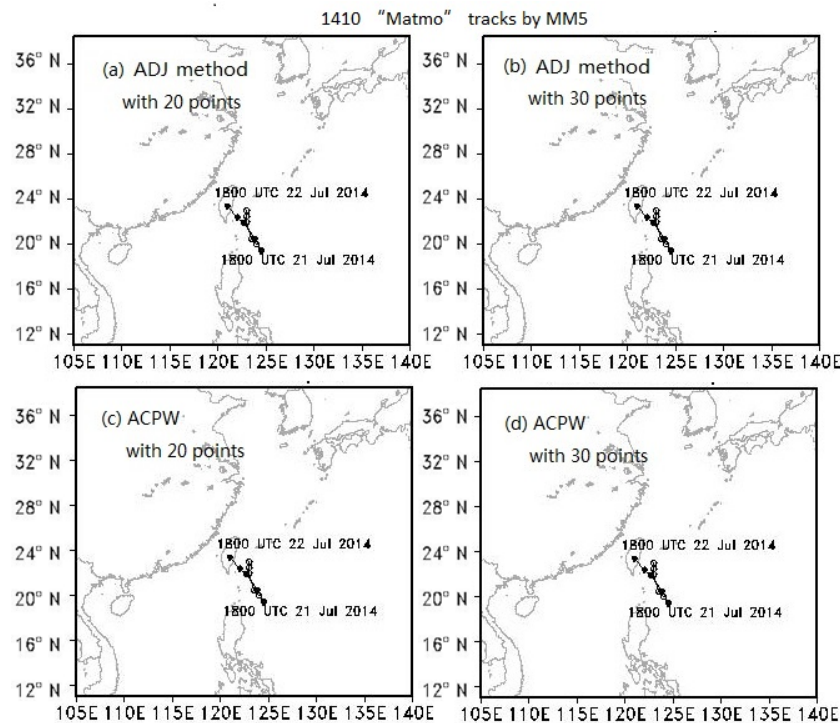 1410 “Matmo” tracks by MM5
(a) ADJ method
with 20 points
36° N
32° N
28° N
24° N
20° N
16° N
12° N
1800 UTC 22 Jul 2014
1800 UTC 21 Jul 2014
105E 110E 115E 120E 125E 130E 135E 140E
(b) ADJ method
with 30 points
36° N
32° N
28° N
24° N
20° N
16° N
12° N
1800 UTC 22 Jul 2014
1800 UTC 21 Jul 2014
105E 110E 115E 120E 125E 130E 135E 140E
(c) ACPW
with 20 points
36° N
32° N
28° N
24° N
20° N
16° N
12° N
1800 UTC 22 Jul 2014
1800 UTC 21 Jul 2014
105E 110E 115E 120E 125E 130E 135E 140E
(d) ACPW
with 30 points
36° N
32° N
28° N
24° N
20° N
16° N
12° N
1800 UTC 22 Jul 2014
1800 UTC 21 Jul 2014
105E 110E 115E 120E 125E 130E 135E 140E